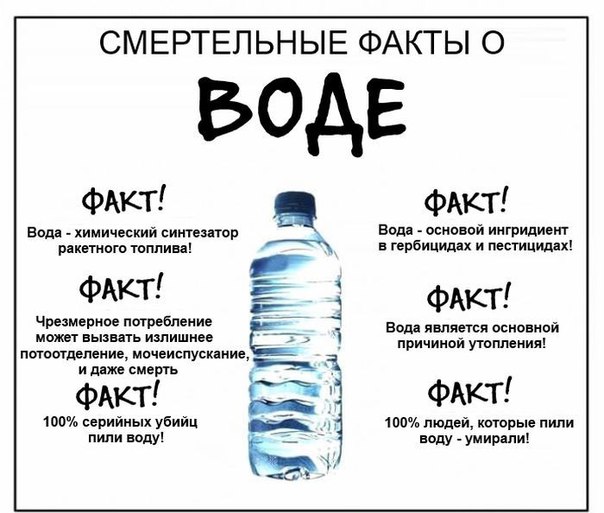 СМЕРТЕЛЬНЫЕ ФАКТЫ О
ВОДЕ
ФАКТ!
Вода - химический синтезатор
ракетного топлива!
ФАКТ!
Чрезмерное потребление
может вызвать излишнее
потоотделение, мочеиспускание,
и даже смерть
ФАКТ!
100% серийных убийц
пили воду!
ФАКТ!
Вода - основой ингридиент
в гербицидах и пестицидах!
ФАКТ!
Вода является основной
причиной утопления!
ФАКТ!
100% людей, которые пили
воду - умирали!